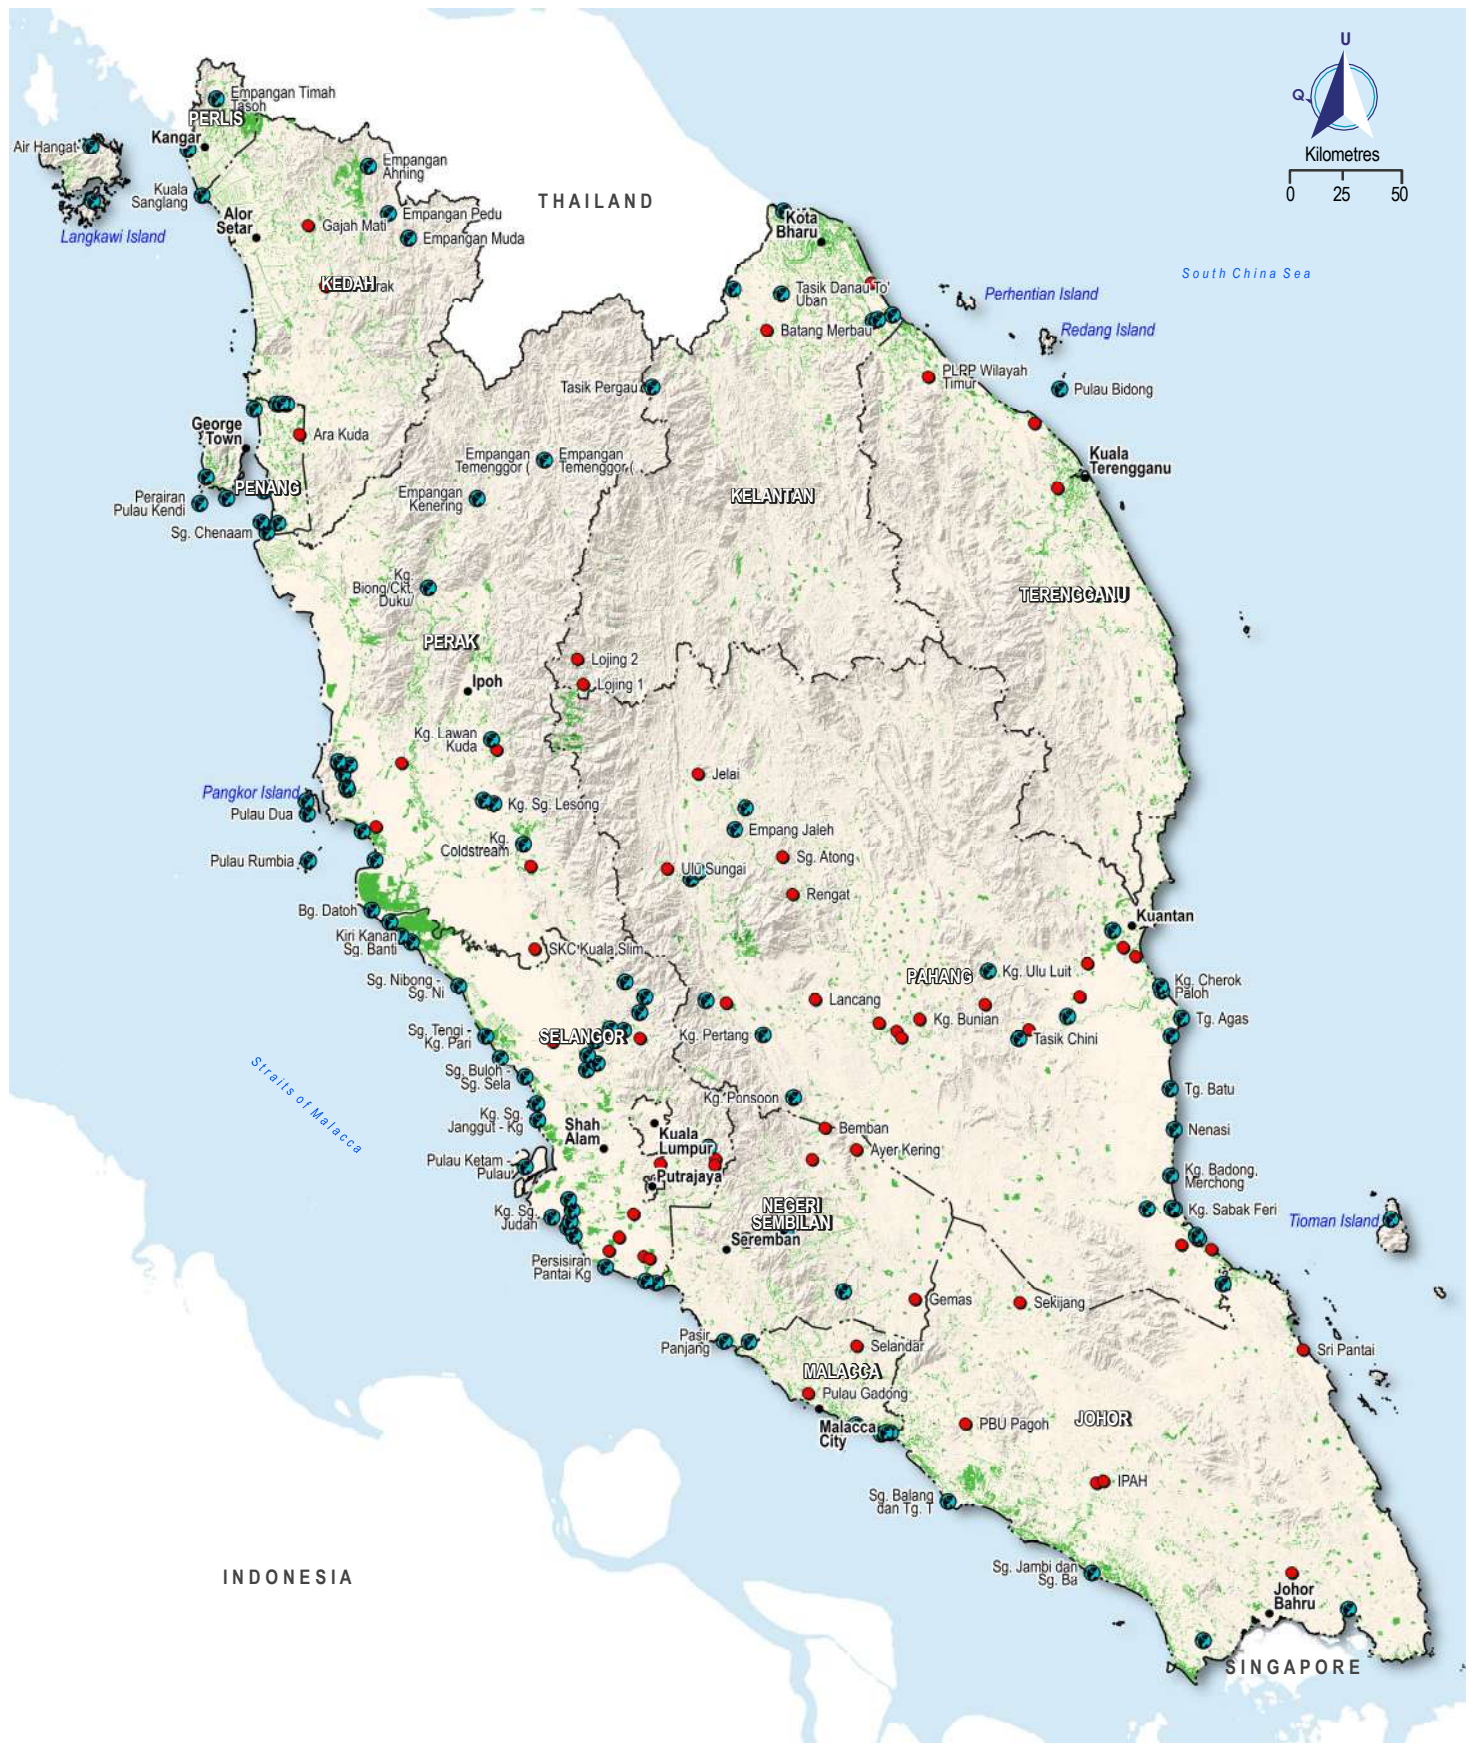 U
Q
Kilometres
0 25 50
Empangan Timah
Tasoh
PERLIS
Kangar
Air Hangat
Empangan
Ahning
Kuala
Sanglang
THAILAND
Alor
Setar
Empangan Pedu
Gajah Mati
Empangan Muda
Langkawi Island
Kota
Bharu
South China Sea
KEDAH
Tasik Danau To'
Uban
Perhentian Island
Batang Merbau
Redang Island
PLPP Wilayah
Timur
Tasik Pergau
Pulau Bidong
George
Town
Ara Kuda
Kuala
Terengganu
Empangan
Temenggor (
Empangan
Temenggor (
PENANG
KELANTAN
Perairan
Pulau Kendi
Empangan
Kenering
Sg. Chenaam
Kg.
Biong/Ckt.
Duku/
TERENGGANU
PERAK
Lojing 2
Ipoh
Lojing 1
Kg. Lawan
Kuda
Jelai
Pangkor Island
Kg. Sg. Lesong
Pulau Dua
Empang Jaleh
Kg.
Coldstream
Pulau Rumbia
Sg. Atong
Ulu Sungai
Rengat
Bg. Datoh
Kuantan
Kiri Kanan
Sg. Banti
SKC Kuala Slim
PAHANG
Kg. Ulu Luit
Sg. Nibong -
Sg. Ni
Kg. Cherok
Paloh
Lancang
Kg. Bunian
Tg. Agas
Sg. Tengi -
Kg. Pari
SELANGOR
Kg. Pertang
Tasik Chini
Straits of Malacca
Sg. Buloh -
Sg. Sela
Tg. Batu
Kg. Ponsoon
Kg. Sg.
Janggut - Kg
Shah
Alam
Kuala
Lumpur
Bemban
Nenasi
Ayer Kering
Pulau Ketam -
Pulau
Putrajaya
Kg. Badong,
Merchong
Kg. Sg.
Judah
NEGERI
SEMBILAN
Kg. Sabak Feri
Tioman Island
Seremban
Persisiran
Pantai Kg
Gemas
Sekijang
Pasir
Panjang
Selandar
Sri Pantai
MALACCA
Pulau Gadong
JOHOR
Malacca
City
PBU Pagoh
IPAH
Sg. Balang
dan Tg. T
INDONESIA
Sg. Jambi dan
Sg. Ba
Johor
Bahru
SINGAPORE